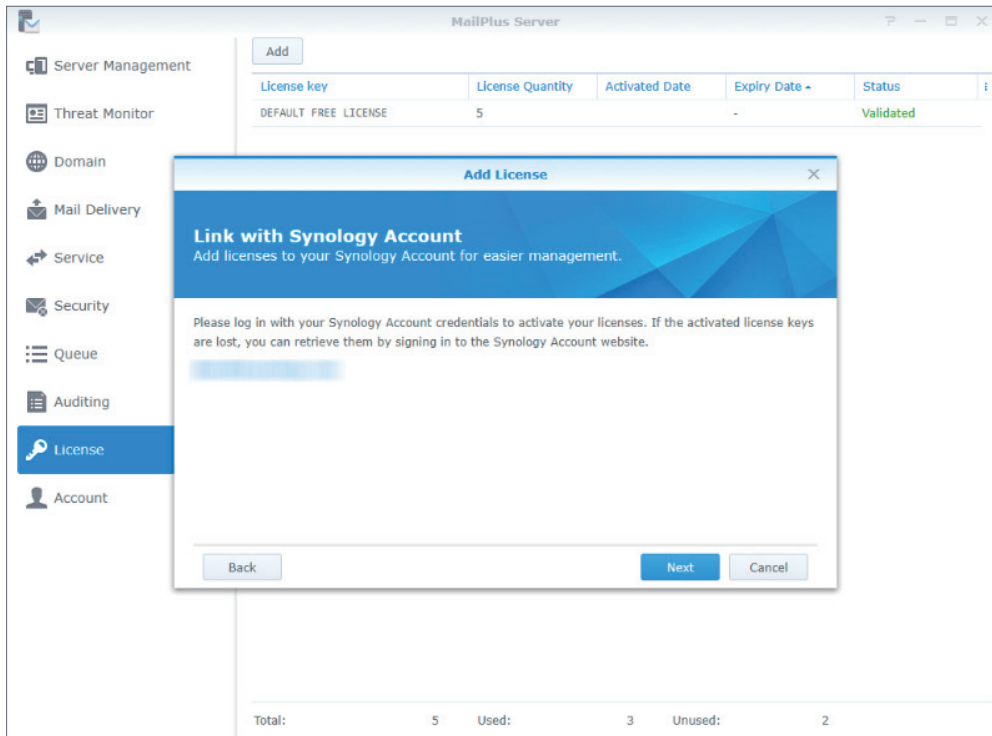 MailPlus Server
Server Management
Threat Monitor
Domain
Mail Delivery
Service
Security
Queue
Auditing
License
Account
Add
License key License Quantity Activated Date Expiry Date Status
DEFAULT FREE LICENSE 5 - Validated
Add License
Link with Synology Account
Add licenses to your Synology Account for easier management.
Please log in with your Synology Account credentials to activate your licenses. If the activated license keys
are lost, you can retrieve them by signing in to the Synology Account website.
Back Next Cancel
Total: 5 Used: 3 Unused: 2